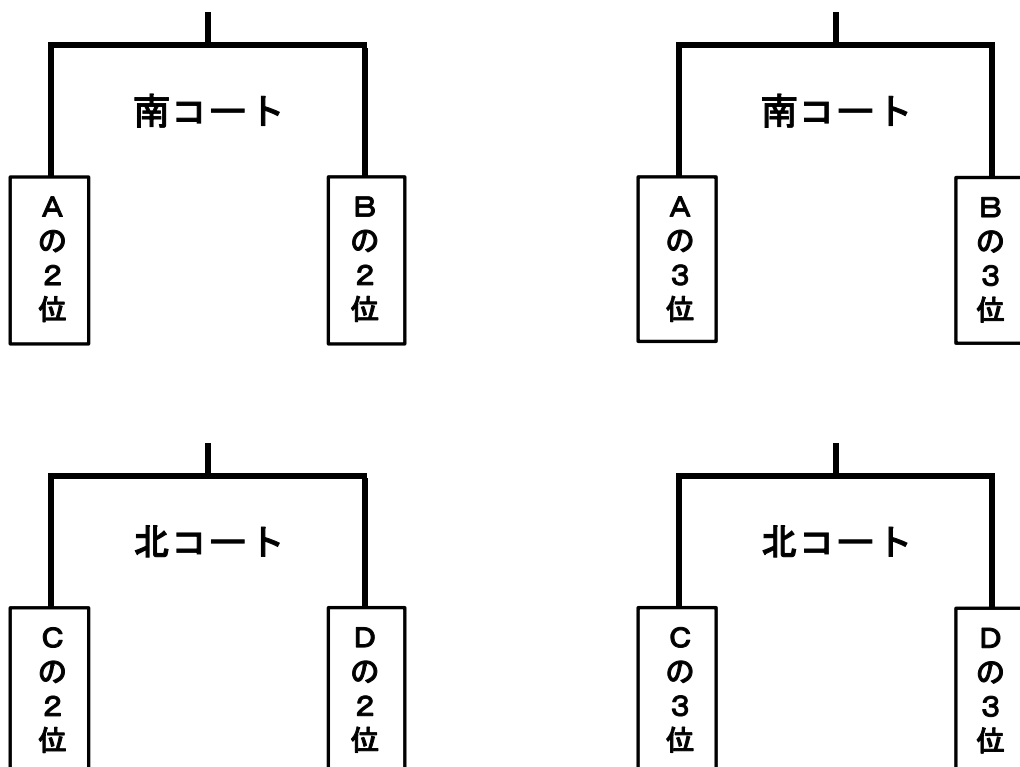 南コート
Aの2位
Bの2位
南コート
Aの3位
Bの3位
北コート
Cの2位
Dの2位
北コート
Cの3位
Dの3位